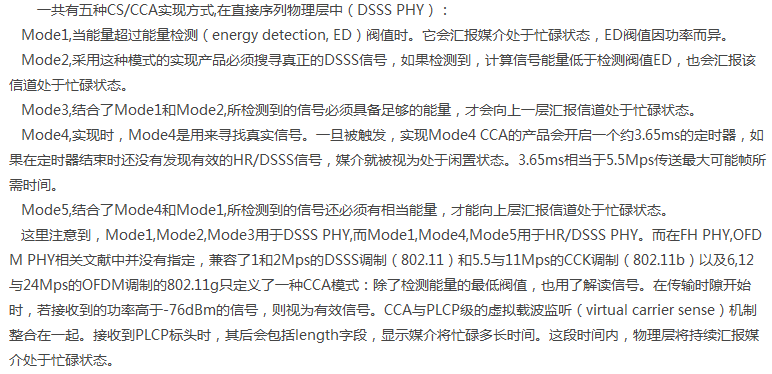 一共有五种CS/CCA实现方式,在直接序列物理层中（DSSS PHY）:
Mode1,当能量超过能量检测（energy detection, ED）阀值时。它会汇报媒介处于忙碌状态，ED阀值因功率而异。
Mode2,采用这种模式的实现产品必须搜寻真正的DSSS信号，如果检测到，计算信号能量低于检测阀值ED，也会汇报该
信道处于忙碌状态。
Mode3,结合了Mode1和Mode2,所检测到的信号必须具备足够的能量，才会向上一层汇报信道处于忙碌状态。
Mode4,实现时，Mode4是用来寻找真实信号。一旦被触发，实现Mode4 CCA的产品会开启一个约3.65ms的定时器，如
果在定时器结束时还没有发现有效的HR/DSSS信号，媒介就被视为处于闲置状态。3.65ms相当于5.5Mps传送最大可能帧所
需时间。
Mode5,结合了Mode4和Mode1,所检测到的信号还必须有相当能量，才能向上层汇报信道处于忙碌状态。
这里注意到，Mode1,Mode2,Mode3用于DSSS PHY,而Mode1,Mode4,Mode5用于HR/DSSS PHY。而在FH PHY,OFD
M PHY相关文献中并没有指定，兼容了1和2Mps的DSSS调制（802.11）和5.5与11Mps的CCK调制（802.11b）以及6,12
与24Mps的OFDM调制的802.11g只定义了一种CCA模式：除了检测能量的最低阀值，也用了解读信号。在传输时隙开始
时，若接收到的功率高于-76dBm的信号，则视为有效信号。CCA与PLCP级的虚拟载波监听（virtual carrier sense）机制
整合在一起。接收到PLCP标头时，其后会包括length字段，显示媒介将忙碌多长时间。这段时间内，物理层将持续汇报媒
介处于忙碌状态。